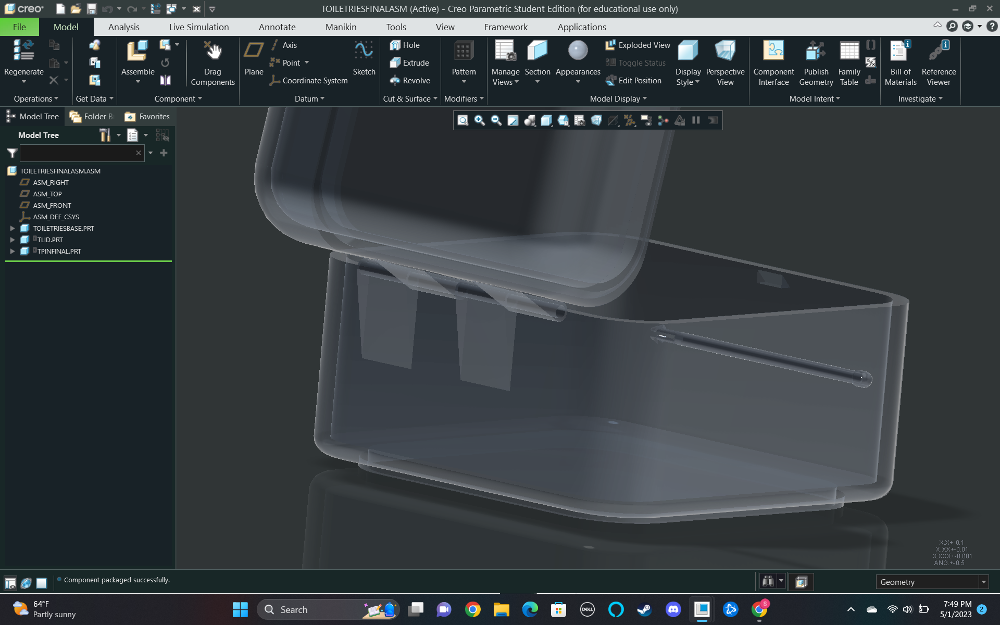 creo
TOILETRIESFINALASM (Active) - Creo Parametric Student Edition (for educational use only)
File
Model
Analysis
Live Simulation
Annotate
Manikin
Tools
View
Framework
Applications
Regenerate
Operations
Get Data
Assemble
Drag
Components
Component
Plane
Axis
Point
Coordinate System
Sketch
Datum
Hole
Extrude
Revolve
Cut & Surface
Pattern
Modifiers
Manage
Views
Section
Appearances
Exploded View
Toggle Status
Edit Position
Display
Style
Perspective
View
Model Display
Component
Interface
Publish
Geometry
Family
Table
Model Intent
Bill of
Materials
Reference
Viewer
Investigate
Model Tree
Folder B
Favorites
Model Tree
TOILETRIESFINALASM.ASM
ASM_RIGHT
ASM_TOP
ASM_FRONT
ASM_DEF_CSYS
TOILETRIESBASE.PRT
TLID.PRT
TPINFINAL.PRT
X.X+-0.1
X.XX+-0.01
X.XXX+-0.001
ANG.+-0.5
Component packaged successfully.
Geometry
64°F
Partly sunny
Search
DELL
S
7:49 PM
5/1/2023
2